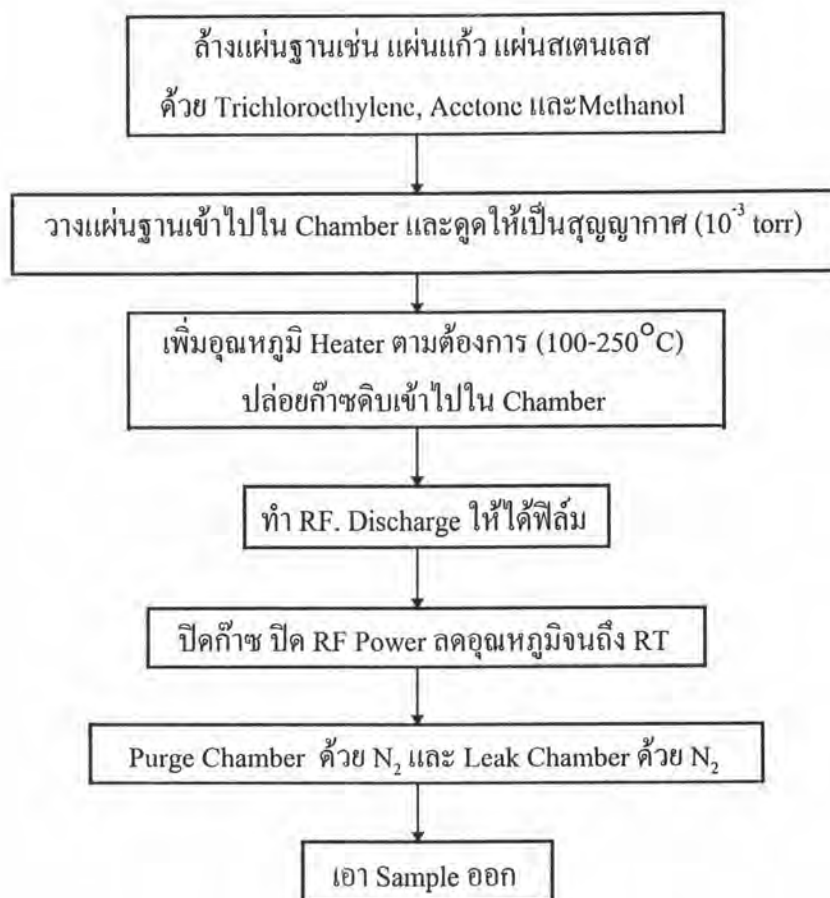 ล้างแผ่นฐานเช่น แผ่นแก้ว แผ่นสเตนเลส
ด้วย Trichloroethylene, Acetone และMethanol
วางแผ่นฐานเข้าไปใน Chamber และดูดให้เป็นสุญญากาศ (10⁻³ torr)
เพิ่มอุณหภูมิ Heater ตามต้องการ (100-250°C)
ปล่อยก๊าซดิบเข้าไปใน Chamber
ทำ RF. Discharge ให้ได้ฟิล์ม
ปิดก๊าซ ปิด RF Power ลดอุณหภูมิจนถึง RT
Purge Chamber ด้วย N₂ และ Leak Chamber ด้วย N₂
เอา Sample ออก